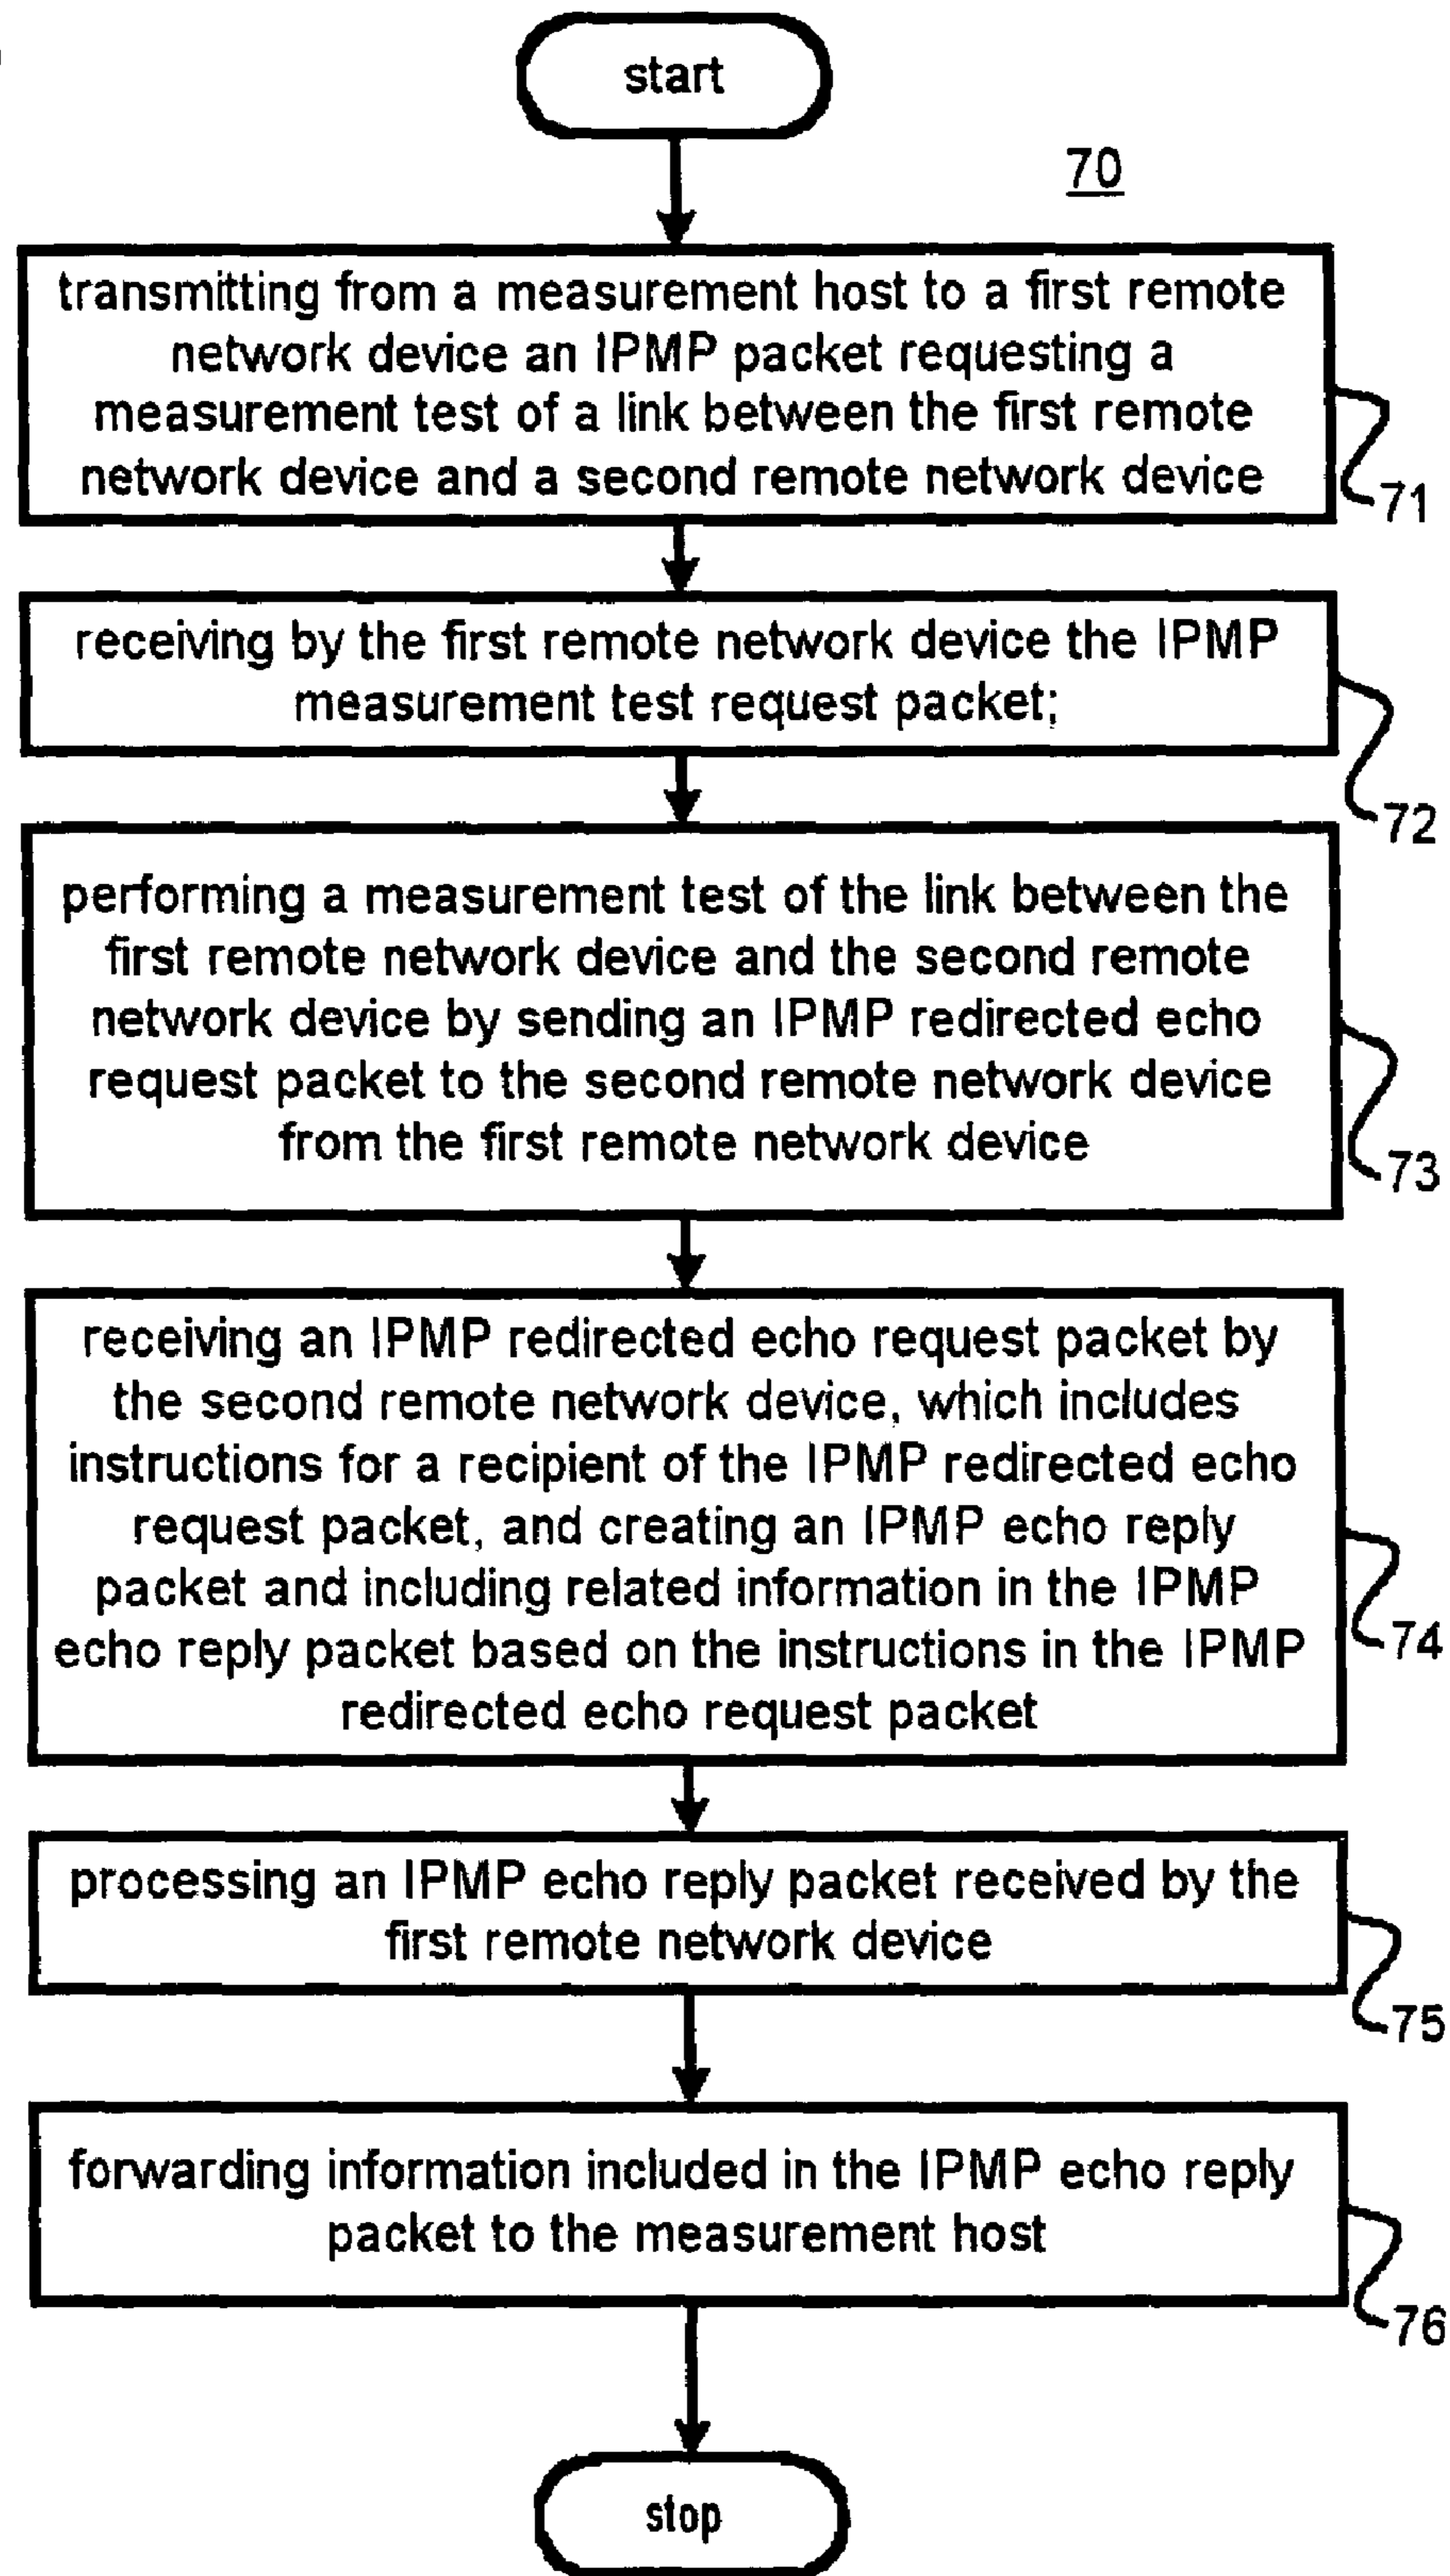 start
70
transmitting from a measurement host to a first remote
network device an IPMP packet requesting a
measurement test of a link between the first remote
network device and a second remote network device
71
receiving by the first remote network device the IPMP
measurement test request packet;
72
performing a measurement test of the link between the
first remote network device and the second remote
network device by sending an IPMP redirected echo
request packet to the second remote network device
from the first remote network device
73
receiving an IPMP redirected echo request packet by
the second remote network device, which includes
instructions for a recipient of the IPMP redirected echo
request packet, and creating an IPMP echo reply
packet and including related information in the IPMP
echo reply packet based on the instructions in the IPMP
redirected echo request packet
74
processing an IPMP echo reply packet received by the
first remote network device
75
forwarding information included in the IPMP echo reply
packet to the measurement host
76
stop